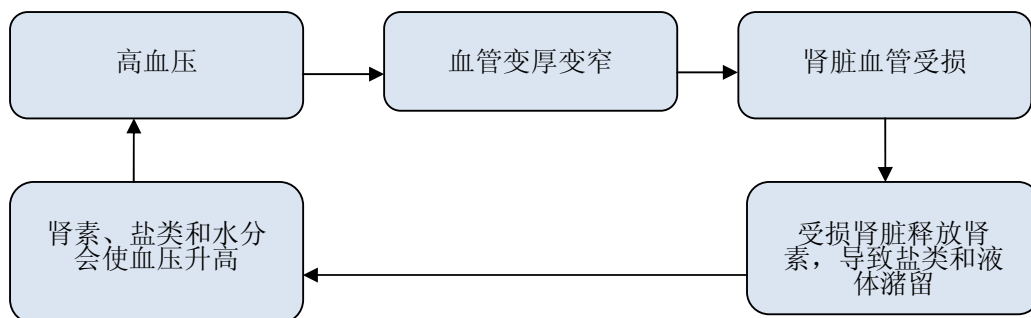 高血压
血管变厚变窄
肾脏血管受损
受损肾脏释放肾
素，导致盐类和液
体潴留
肾素、盐类和水分
会使血压升高